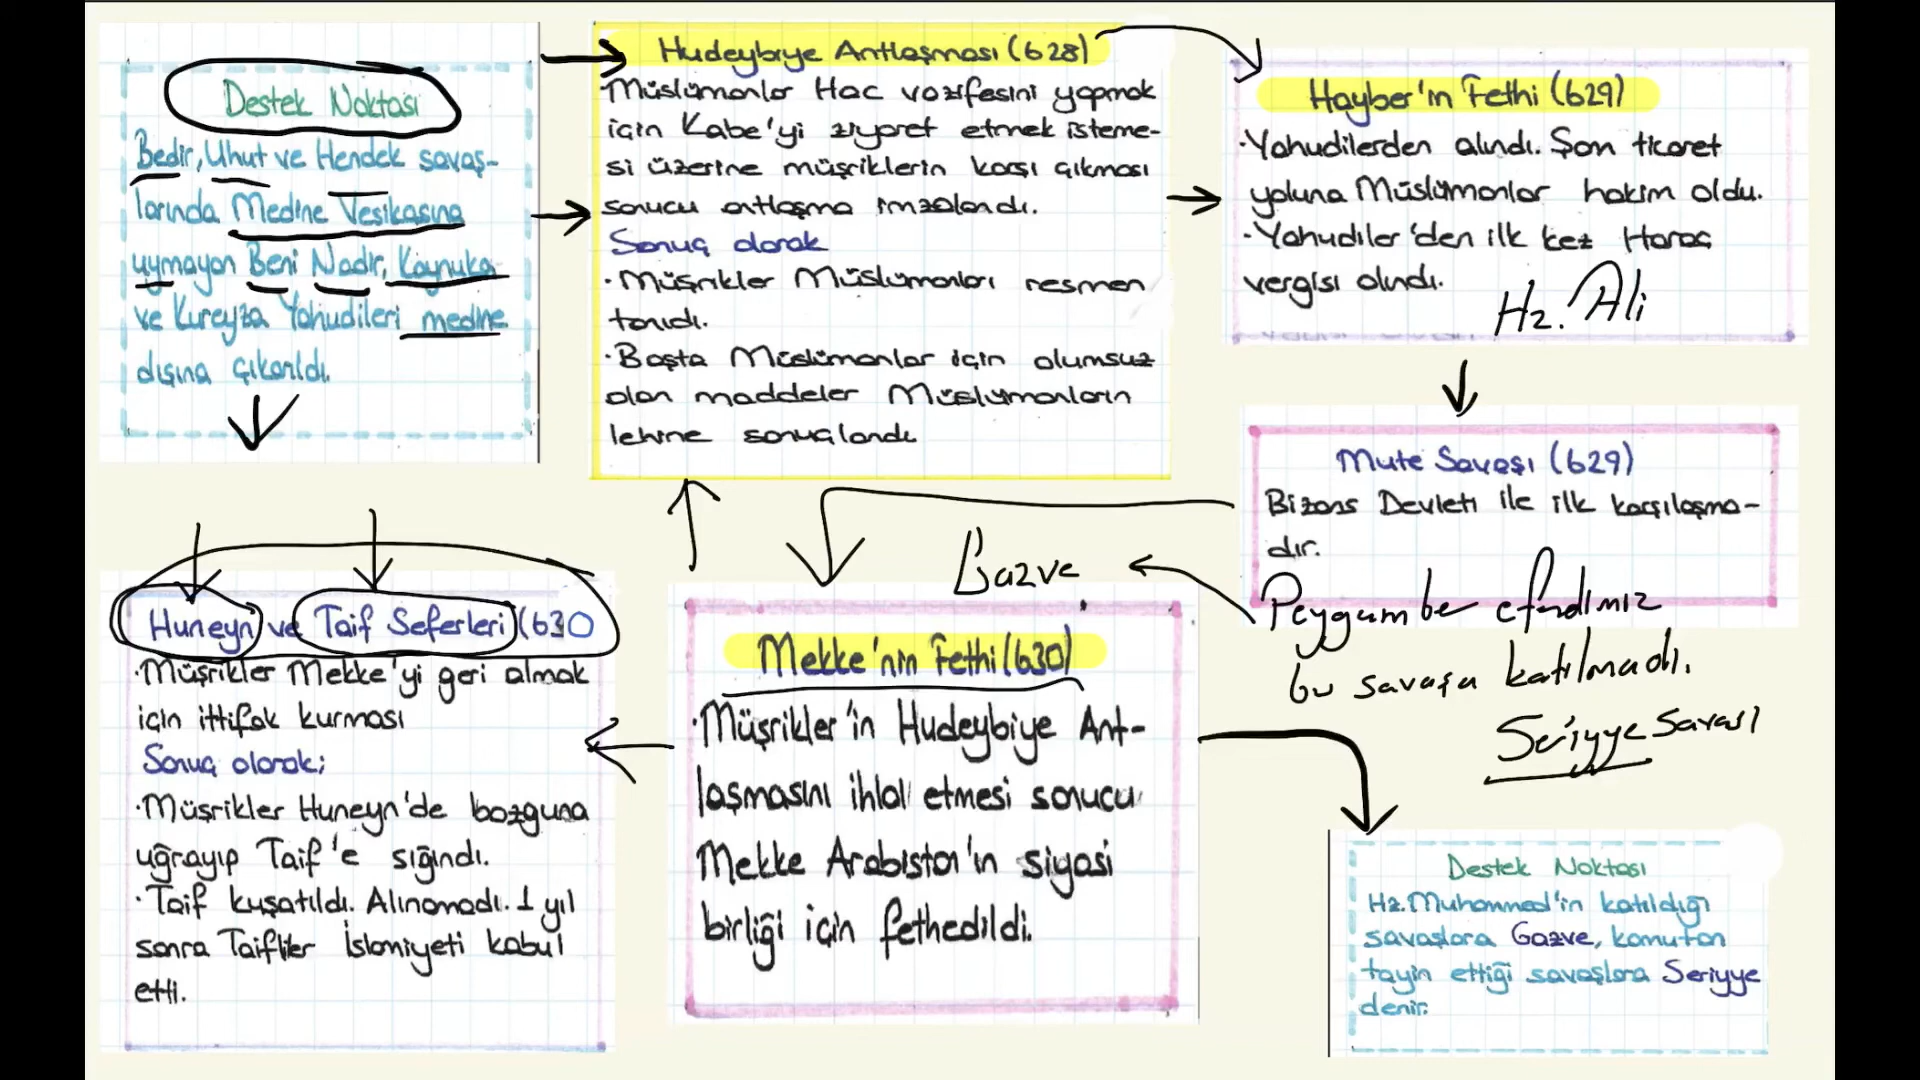 Destek Noktası
Bedir, Uhut ve Hendek savaş-
larında Medine Vesikasına
uymayan Beni Nadir, Kaynuka
ve Kureyza Yahudileri medine
dışına çıkarıldı.
Hudeybiye Antlaşması (628)
Müslümanlar Hac vazifesini yapmak
için Kabe'yi ziyaret etmek isteme-
si üzerine müşriklerin karşı çıkması
sonucu antlaşma imzalandı.
Sonuç olarak
·Müşrikler Müslümanları resmen
tanıdı.
·Başta Müslümanlar için olumsuz
olan maddeler Müslümanların
lehine sonuçlandı
Hayber'in Fethi (629)
·Yahudilerden alındı. Şam ticaret
yoluna Müslümanlar hakim oldu.
·Yahudiler'den ilk kez Haraç
vergisi alındı.
Hz. Ali
Mute Savaşı (629)
Bizans Devleti ile ilk karşılaşma-
dır.
Peygamber efendimiz
bu savaşa katılmadı.
Seriyye Savaşı
Gazve
Mekke'nin Fethi (630)
·Müşrikler'in Hudeybiye Ant-
laşmasını ihlal etmesi sonucu
Mekke Arabistan'ın siyasi
birliği için fethedildi.
Huneyn ve Taif Seferleri (630
·Müşrikler Mekke'yi geri almak
için ittifak kurması
Sonuç olarak;
·Müşrikler Huneyn'de bozguna
uğrayıp Taif'e sığındı.
·Taif kuşatıldı. Alınamadı. 1 yıl
sonra Taifliler İslamiyeti kabul
etti.
Destek Noktası
Hz. Muhammed'in katıldığı
savaşlara Gazve, komutan
tayin ettiği savaşlara Seriyye
denir.